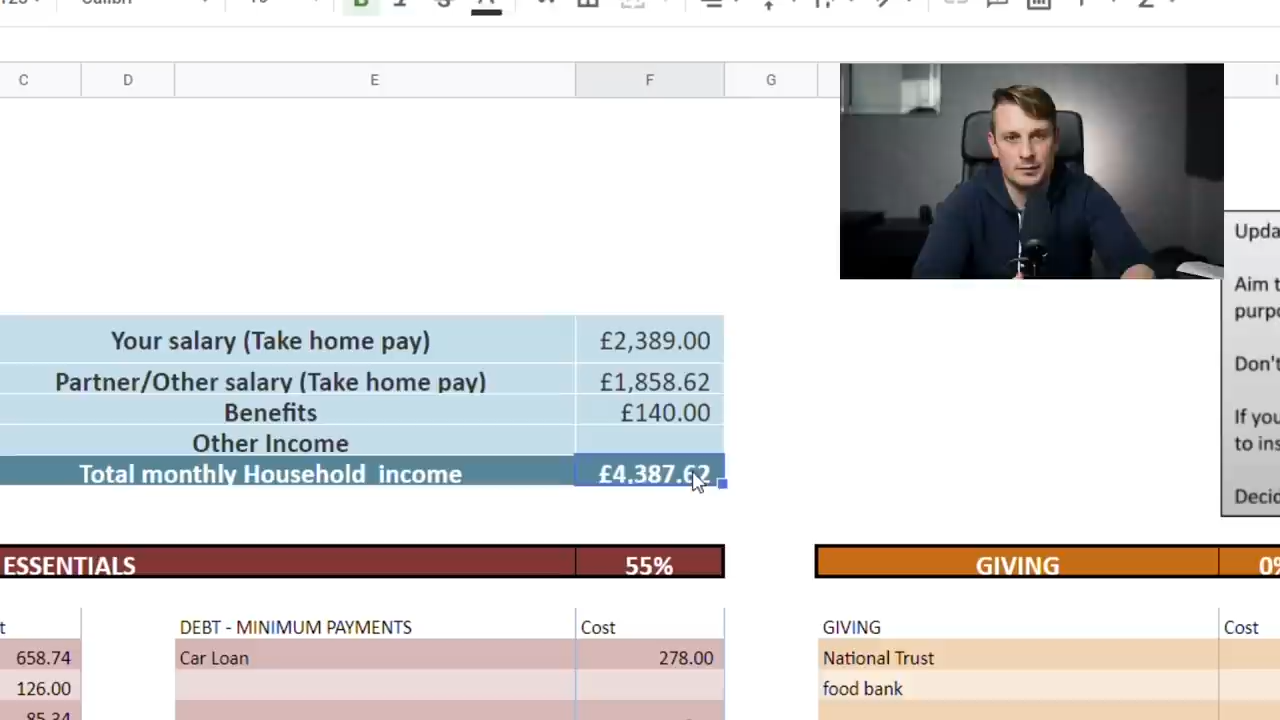 C D E F G I
Upda
Aim t
purpo
Your salary (Take home pay) £2,389.00
Don't
Partner/Other salary (Take home pay) £1,858.62
Benefits £140.00
If you
Other Income
to ins
Total monthly Household income £4,387.62
Decid
ESSENTIALS 55% GIVING 0%
t DEBT - MINIMUM PAYMENTS Cost GIVING Cost
658.74 Car Loan 278.00 National Trust
126.00 food bank
85.34 -